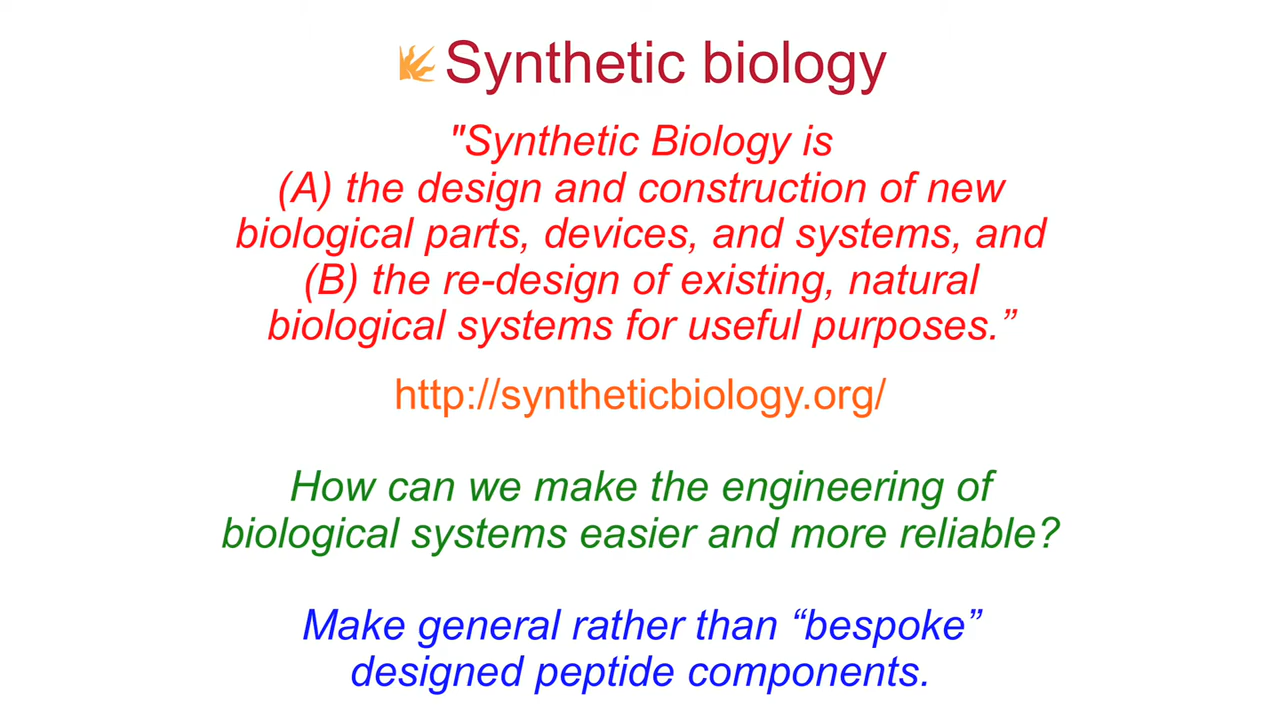 Synthetic biology
"Synthetic Biology is
(A) the design and construction of new
biological parts, devices, and systems, and
(B) the re-design of existing, natural
biological systems for useful purposes.”
http://syntheticbiology.org/
How can we make the engineering of
biological systems easier and more reliable?
Make general rather than “bespoke”
designed peptide components.